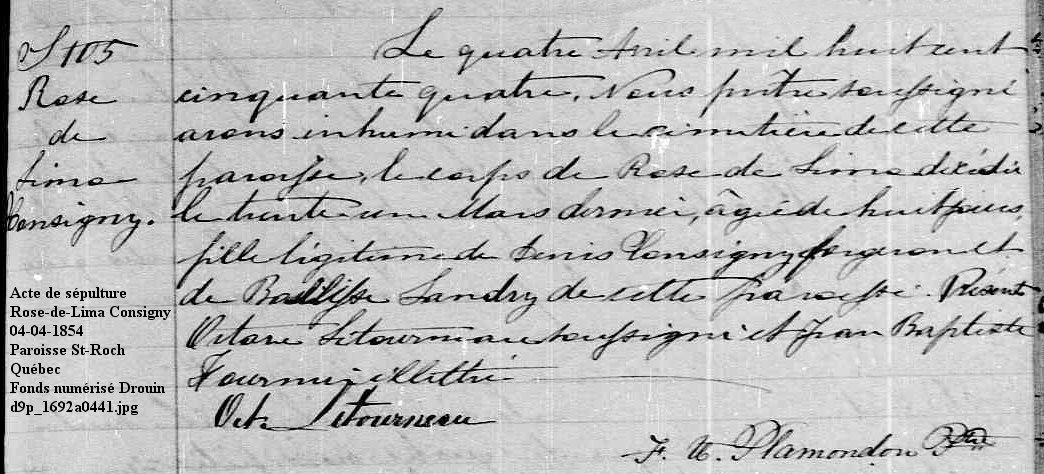 S 105
Rose
de
Lima
Consigny.
Le quatre Avril mil huit cent
cinquante quatre, Nous prêtre soussigné
avons inhumé dans le cimetière de cette
paroisse, le corps de Rose de Lima décédée
le trente un Mars dernier, âgée de huit jours,
fille légitime de Denis Consigny forgeron et
de Basilisse Landry de cette paroisse. Présents
Octave Létourneau soussigné et Jean Baptiste
Fournier illettré
Oct. Létourneau
F. Plamondon Ptre
Acte de sépulture
Rose-de-Lima Consigny
04-04-1854
Paroisse St-Roch
Québec
Fonds numérisé Drouin
d9p_1692a0441.jpg